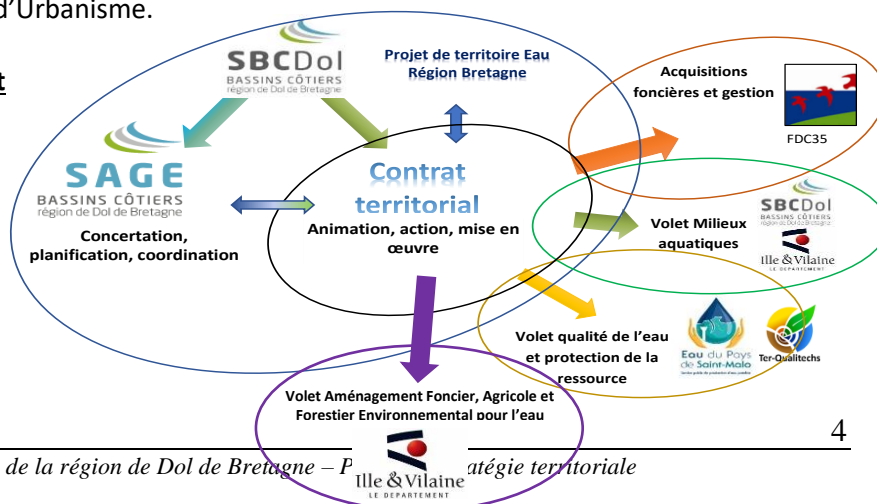 d'Urbanisme.
t
SBCDol
BASSINS CÔTIERS
région de Dol de Bretagne
Projet de territoire Eau
Région Bretagne
Acquisitions
foncières et gestion
FDC35
SAGE
BASSINS CÔTIERS
région de Dol de Bretagne
Concertation,
planification, coordination
Contrat
territorial
Animation, action, mise en
œuvre
Volet Milieux
aquatiques
SBCDol
BASSINS CÔTIERS
région de Dol de Bretagne
Ille & Vilaine
LE DÉPARTEMENT
Volet qualité de l'eau
et protection de la
ressource
Eau du Pays
de Saint-Malo
Ter-Qualitechs
Volet Aménagement Foncier, Agricole et
Forestier Environnemental pour l'eau
Ille & Vilaine
LE DÉPARTEMENT
4
de la région de Dol de Bretagne – P atégie territoriale